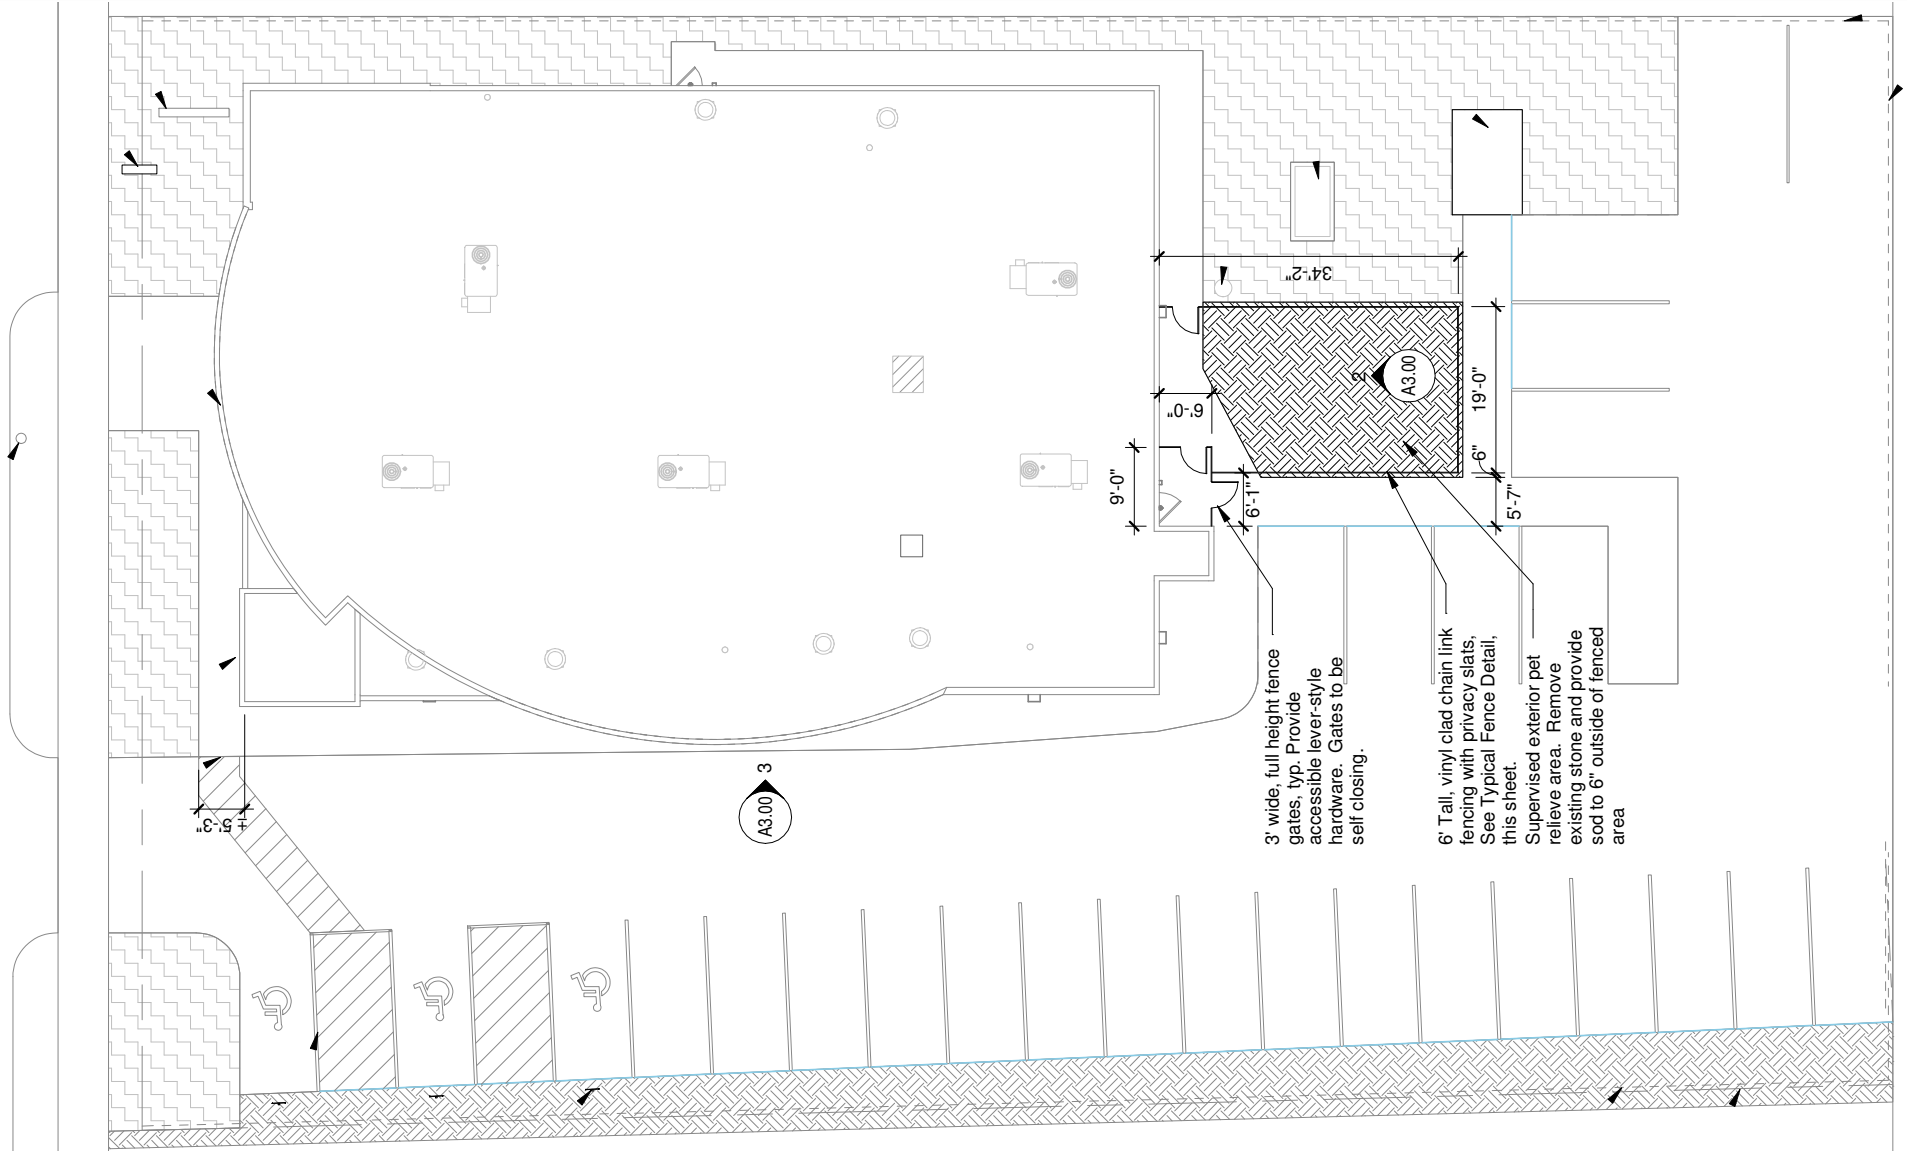 34'-2"
2
A3.00
19'-0"
6'-0"
6"
9'-0"
6'-1"
5'-7"
3' wide, full height fence
gates, typ. Provide
accessible lever-style
hardware. Gates to be
self closing.
6' Tall, vinyl clad chain link
fencing with privacy slats,
See Typical Fence Detail,
this sheet.
Supervised exterior pet
relieve area. Remove
existing stone and provide
sod to 6" outside of fenced
area
3
A3.00
± 5'-3"